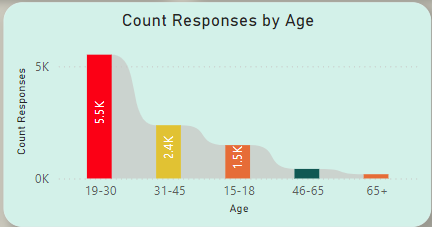 Count Responses by Age
Count Responses
5K
0K
5.5K
2.4K
1.5K
19-30
31-45
15-18
46-65
65+
Age